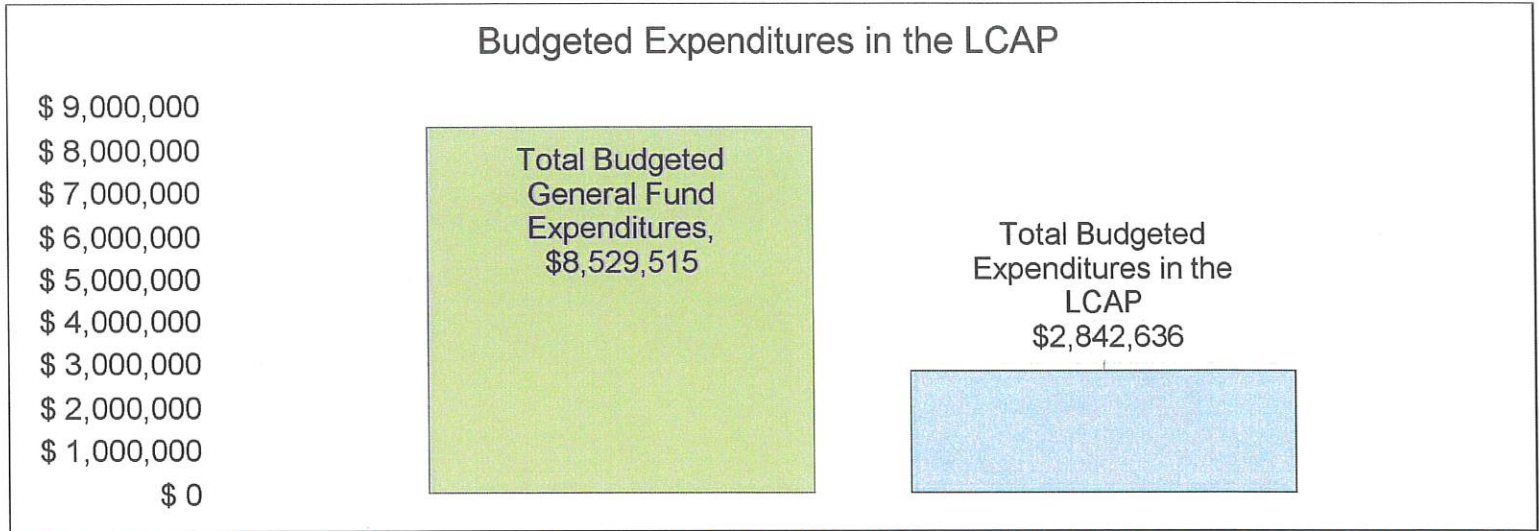 Budgeted Expenditures in the LCAP
$ 9,000,000
$ 8,000,000
$ 7,000,000
$ 6,000,000
$ 5,000,000
$ 4,000,000
$ 3,000,000
$ 2,000,000
$ 1,000,000
$ 0
Total Budgeted
General Fund
Expenditures,
$8,529,515
Total Budgeted
Expenditures in the
LCAP
$2,842,636